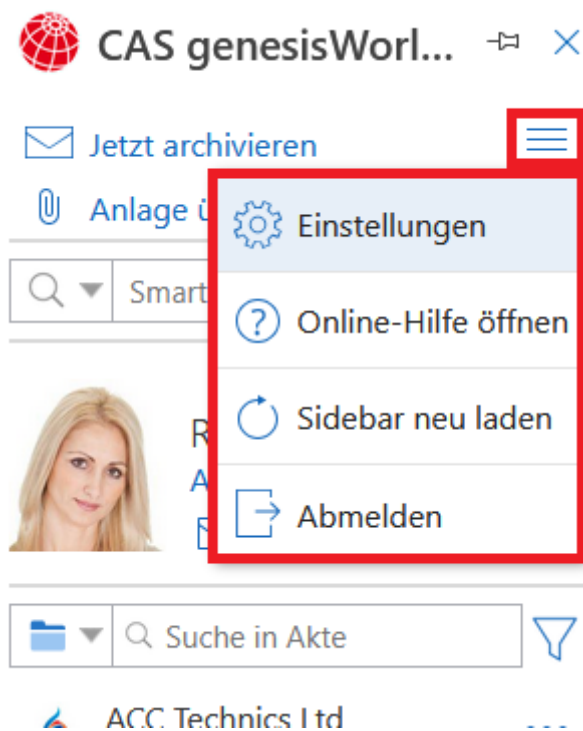 CAS genesisWorl...
Jetzt archivieren
Anlage ü
Einstellungen
Smart
Online-Hilfe öffnen
Sidebar neu laden
R
A
Abmelden
Suche in Akte
ACC Technics Ltd